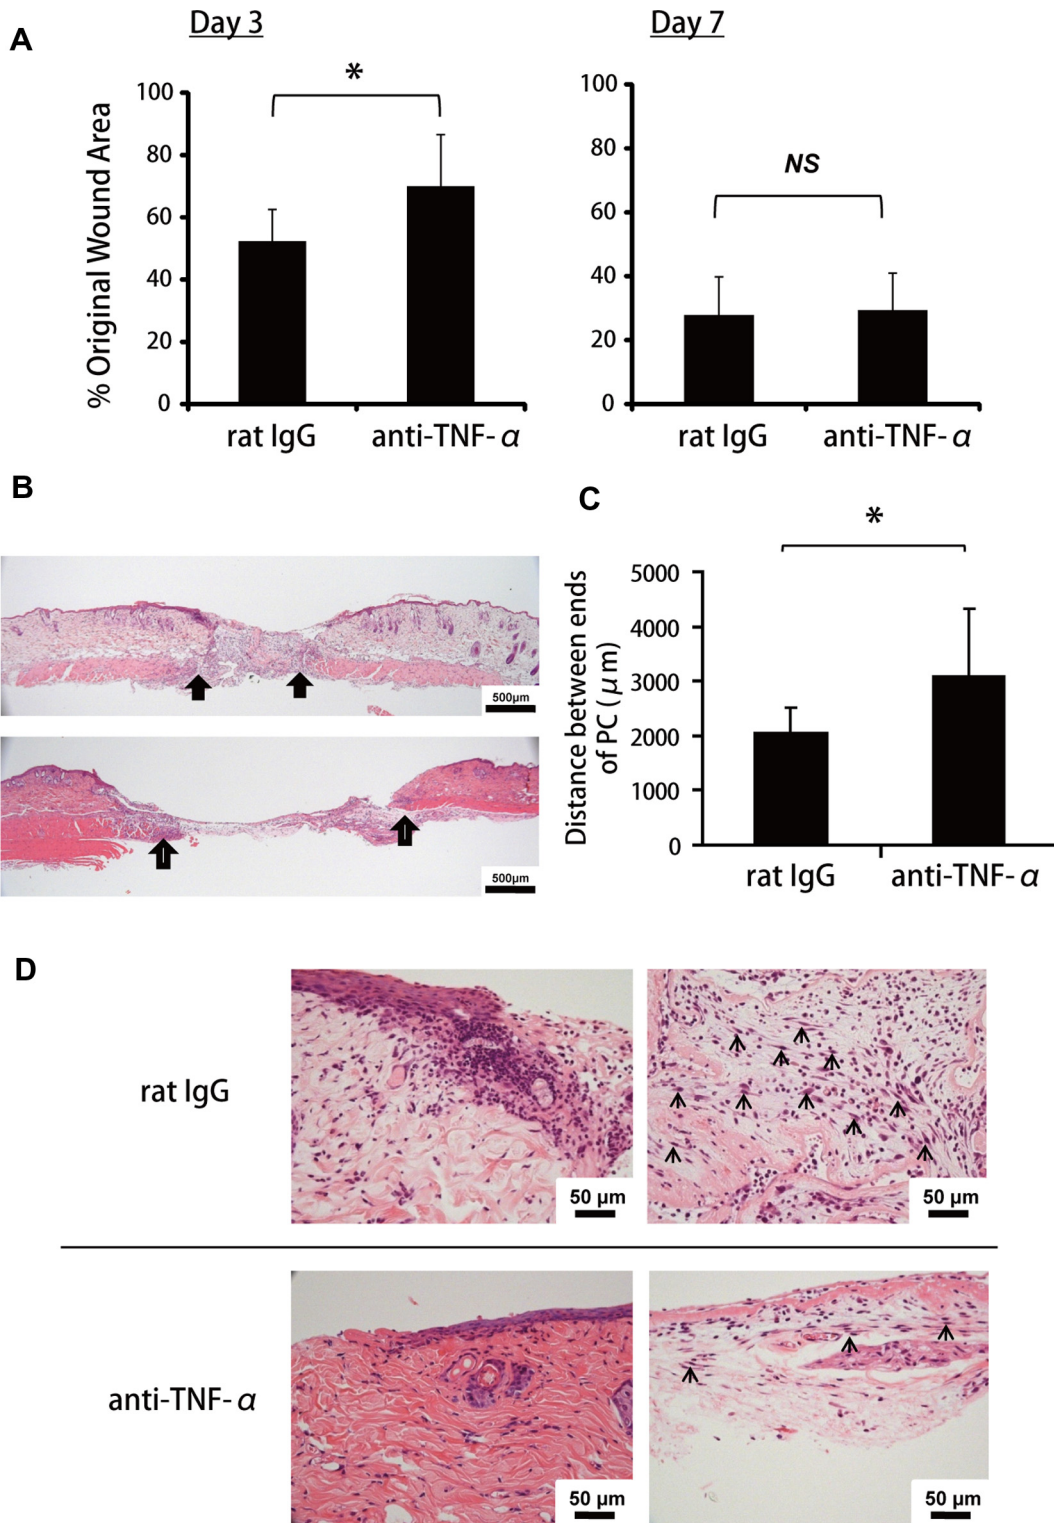 A
Day 3
Day 7
% Original Wound Area
100
80
60
40
20
0
*
rat IgG
anti-TNF-α
100
80
60
40
20
0
NS
rat IgG
anti-TNF-α
B
500μm
500μm
C
*
Distance between ends
of PC (μm)
5000
4000
3000
2000
1000
0
rat IgG
anti-TNF-α
D
rat IgG
50 μm
50 μm
anti-TNF-α
50 μm
50 μm